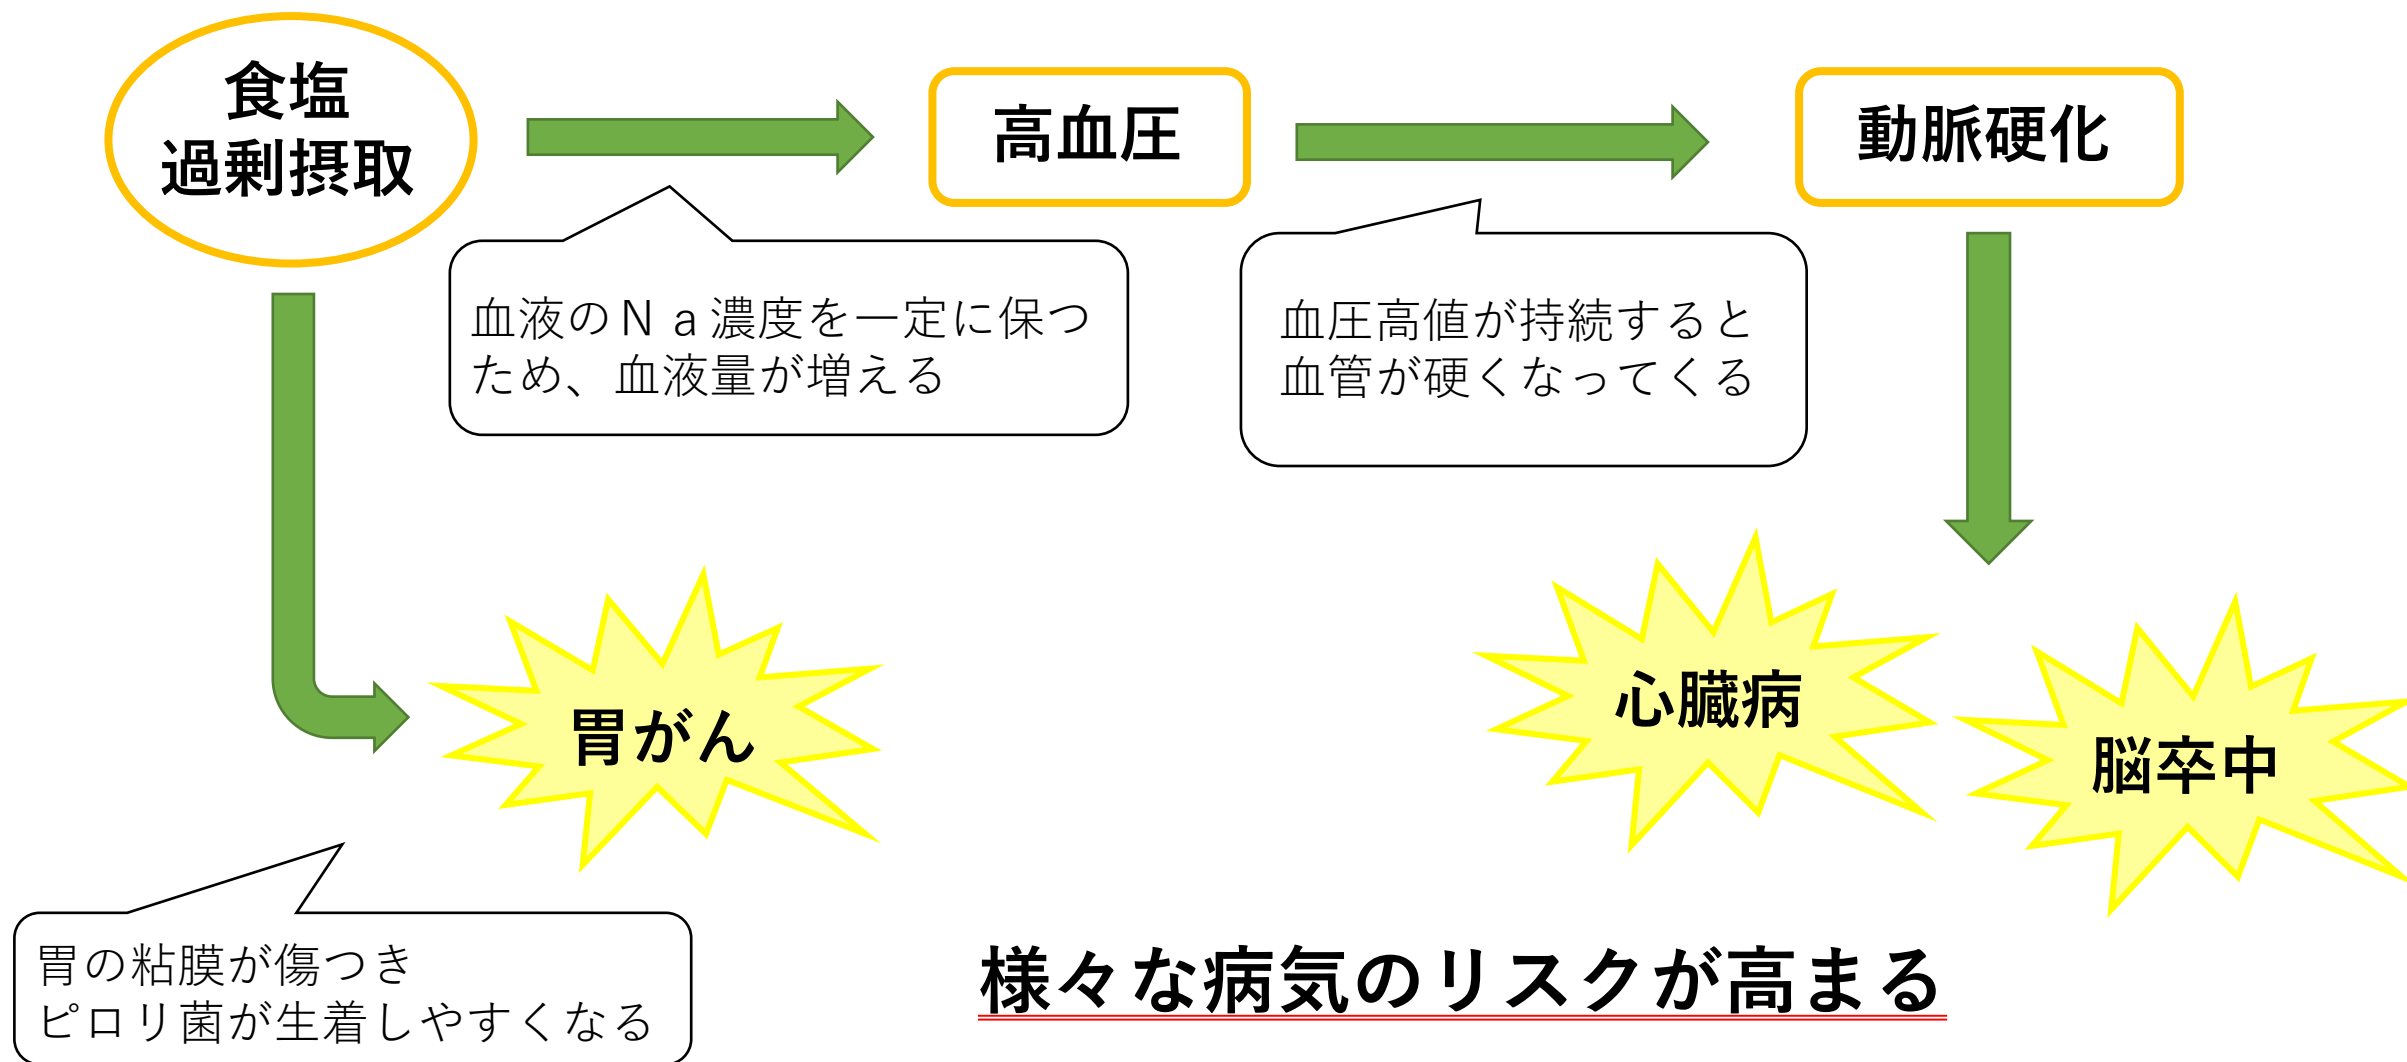 食塩
過剰摂取
高血圧
動脈硬化
血液のＮａ濃度を一定に保つ
ため、血液量が増える
血圧高値が持続すると
血管が硬くなってくる
胃がん
心臓病
脳卒中
胃の粘膜が傷つき
ピロリ菌が生着しやすくなる
様々な病気のリスクが高まる